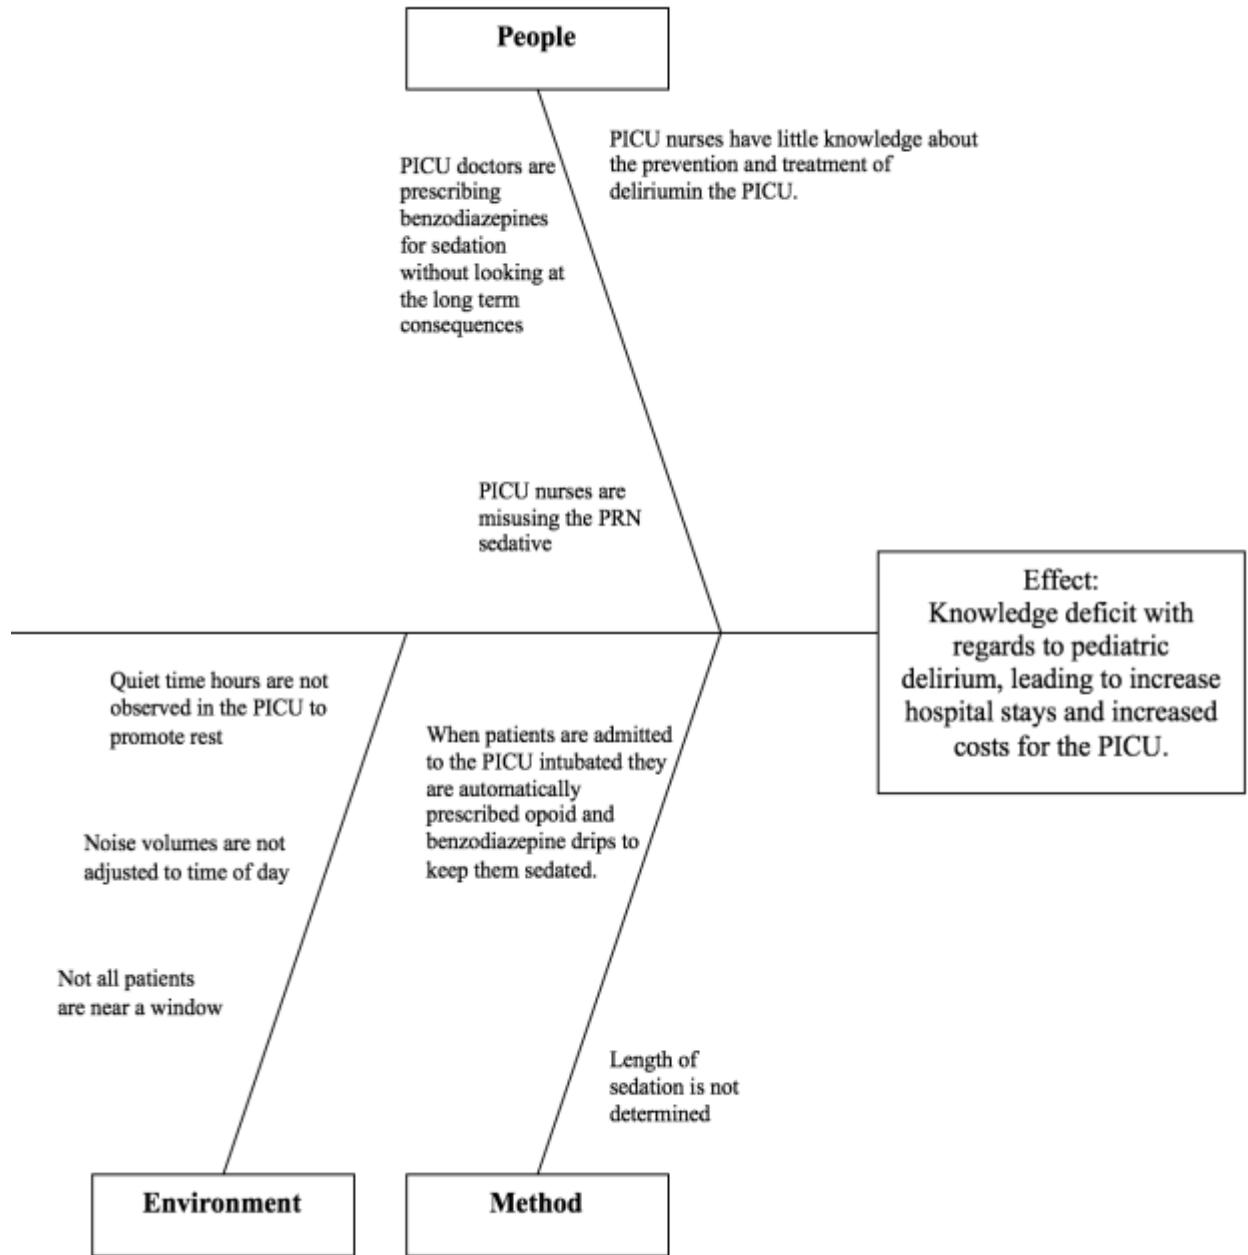 People
PICU doctors are
prescribing
benzodiazepines
for sedation
without looking at
the long term
consequences
PICU nurses have little knowledge about
the prevention and treatment of
deliriumin the PICU.
PICU nurses are
misusing the PRN
sedative
Effect:
Knowledge deficit with
regards to pediatric
delirium, leading to increase
hospital stays and increased
costs for the PICU.
Quiet time hours are not
observed in the PICU to
promote rest
Noise volumes are not
adjusted to time of day
Not all patients
are near a window
When patients are admitted
to the PICU intubated they
are automatically
prescribed opoid and
benzodiazepine drips to
keep them sedated.
Length of
sedation is not
determined
Environment
Method